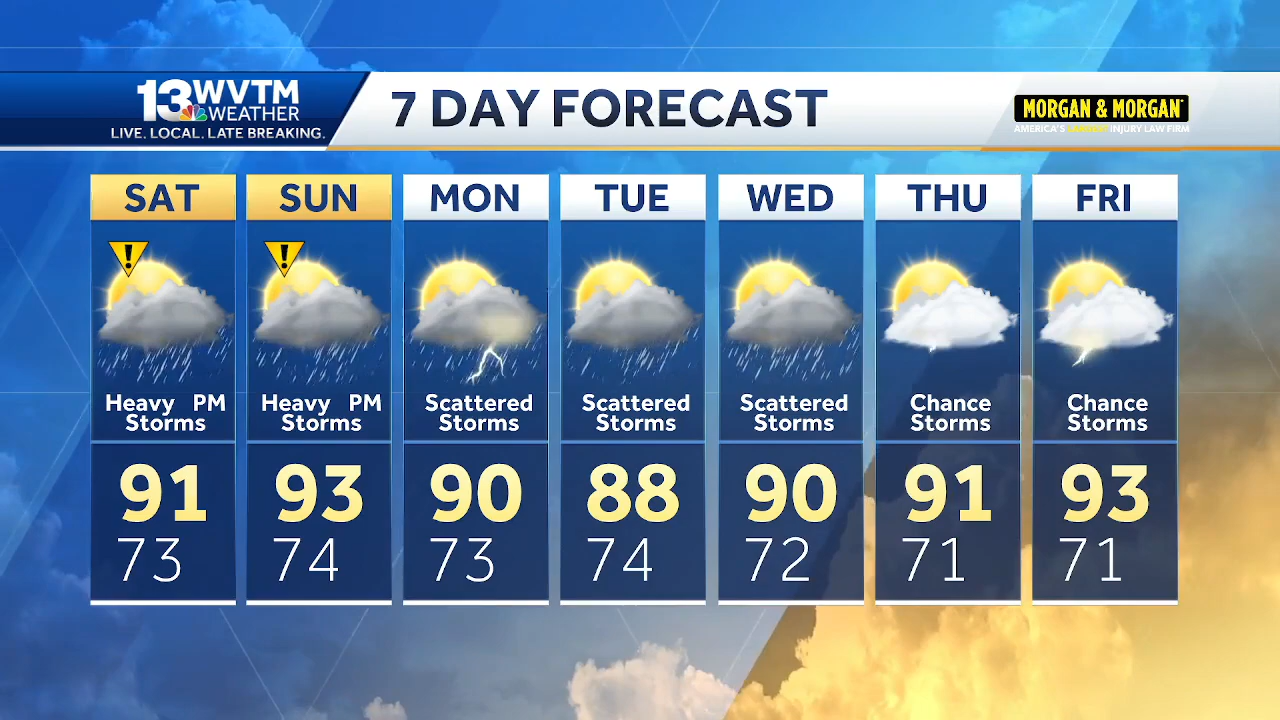 13 WVTM
WEATHER
LIVE. LOCAL. LATE BREAKING.
7 DAY FORECAST
MORGAN & MORGAN
AMERICA'S LARGEST INJURY LAW FIRM
SAT
SUN
MON
TUE
WED
THU
FRI
!
!
Heavy PM
Storms
Heavy PM
Storms
Scattered
Storms
Scattered
Storms
Scattered
Storms
Chance
Storms
Chance
Storms
91
93
90
88
90
91
93
73
74
73
74
72
71
71